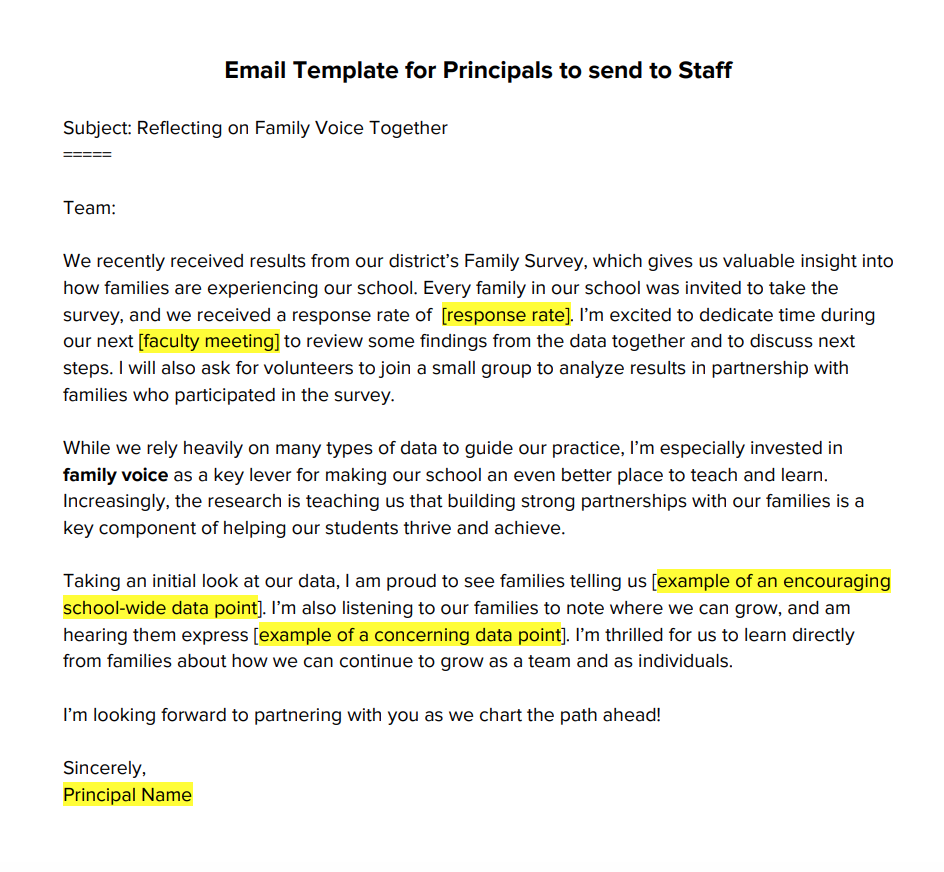 Email Template for Principals to send to Staff
Subject: Reflecting on Family Voice Together
=====
Team:
We recently received results from our district’s Family Survey, which gives us valuable insight into
how families are experiencing our school. Every family in our school was invited to take the
survey, and we received a response rate of  [response rate]. I’m excited to dedicate time during
our next [faculty meeting] to review some findings from the data together and to discuss next
steps. I will also ask for volunteers to join a small group to analyze results in partnership with
families who participated in the survey.
While we rely heavily on many types of data to guide our practice, I’m especially invested in
family voice as a key lever for making our school an even better place to teach and learn.
Increasingly, the research is teaching us that building strong partnerships with our families is a
key component of helping our students thrive and achieve.
Taking an initial look at our data, I am proud to see families telling us [example of an encouraging
school-wide data point]. I’m also listening to our families to note where we can grow, and am
hearing them express [example of a concerning data point]. I’m thrilled for us to learn directly
from families about how we can continue to grow as a team and as individuals.
I’m looking forward to partnering with you as we chart the path ahead!
Sincerely,
Principal Name